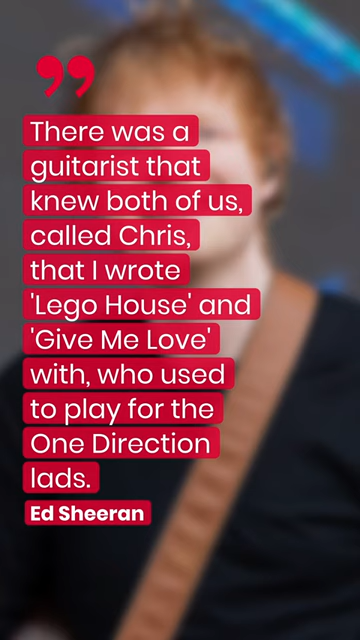 There was a
guitarist that
knew both of us,
called Chris,
that I wrote
'Lego House' and
'Give Me Love'
with, who used
to play for the
One Direction
lads.
Ed Sheeran